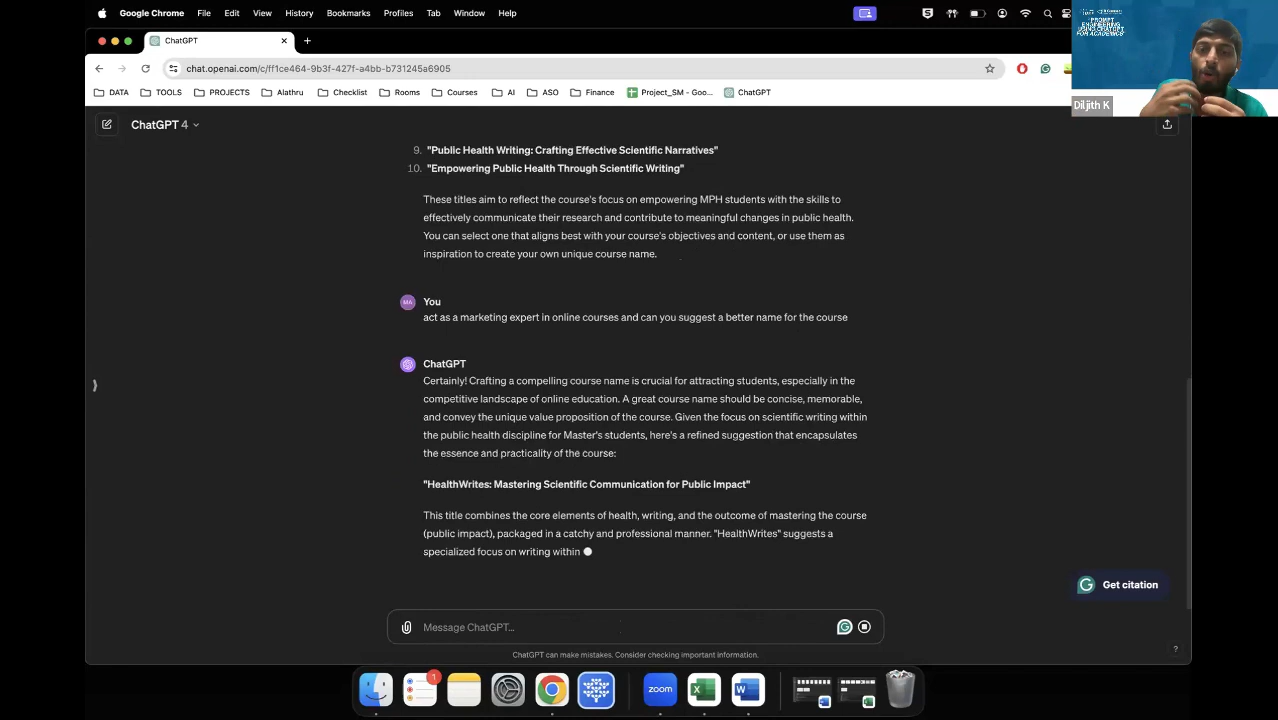 Google Chrome File Edit View History Bookmarks Profiles Tab Window Help
ChatGPT
chat.openai.com/c/ff1ce464-9b3f-427f-a4bb-b731245a6905
DATA TOOLS PROJECTS Alathru Checklist Rooms Courses AI ASO Finance Project_SM - Goo... ChatGPT
PROMPT
ENGINEERING
USING CHATGPT
FOR ACADEMICS
Diljith K
ChatGPT 4
9. "Public Health Writing: Crafting Effective Scientific Narratives"
10. "Empowering Public Health Through Scientific Writing"
These titles aim to reflect the course's focus on empowering MPH students with the skills to
effectively communicate their research and contribute to meaningful changes in public health.
You can select one that aligns best with your course's objectives and content, or use them as
inspiration to create your own unique course name.
MA You
act as a marketing expert in online courses and can you suggest a better name for the course
ChatGPT
Certainly! Crafting a compelling course name is crucial for attracting students, especially in the
competitive landscape of online education. A great course name should be concise, memorable,
and convey the unique value proposition of the course. Given the focus on scientific writing within
the public health discipline for Master's students, here's a refined suggestion that encapsulates
the essence and practicality of the course:
"HealthWrites: Mastering Scientific Communication for Public Impact"
This title combines the core elements of health, writing, and the outcome of mastering the course
(public impact), packaged in a catchy and professional manner. "HealthWrites" suggests a
specialized focus on writing within
Get citation
Message ChatGPT...
ChatGPT can make mistakes. Consider checking important information.
?
1
zoom